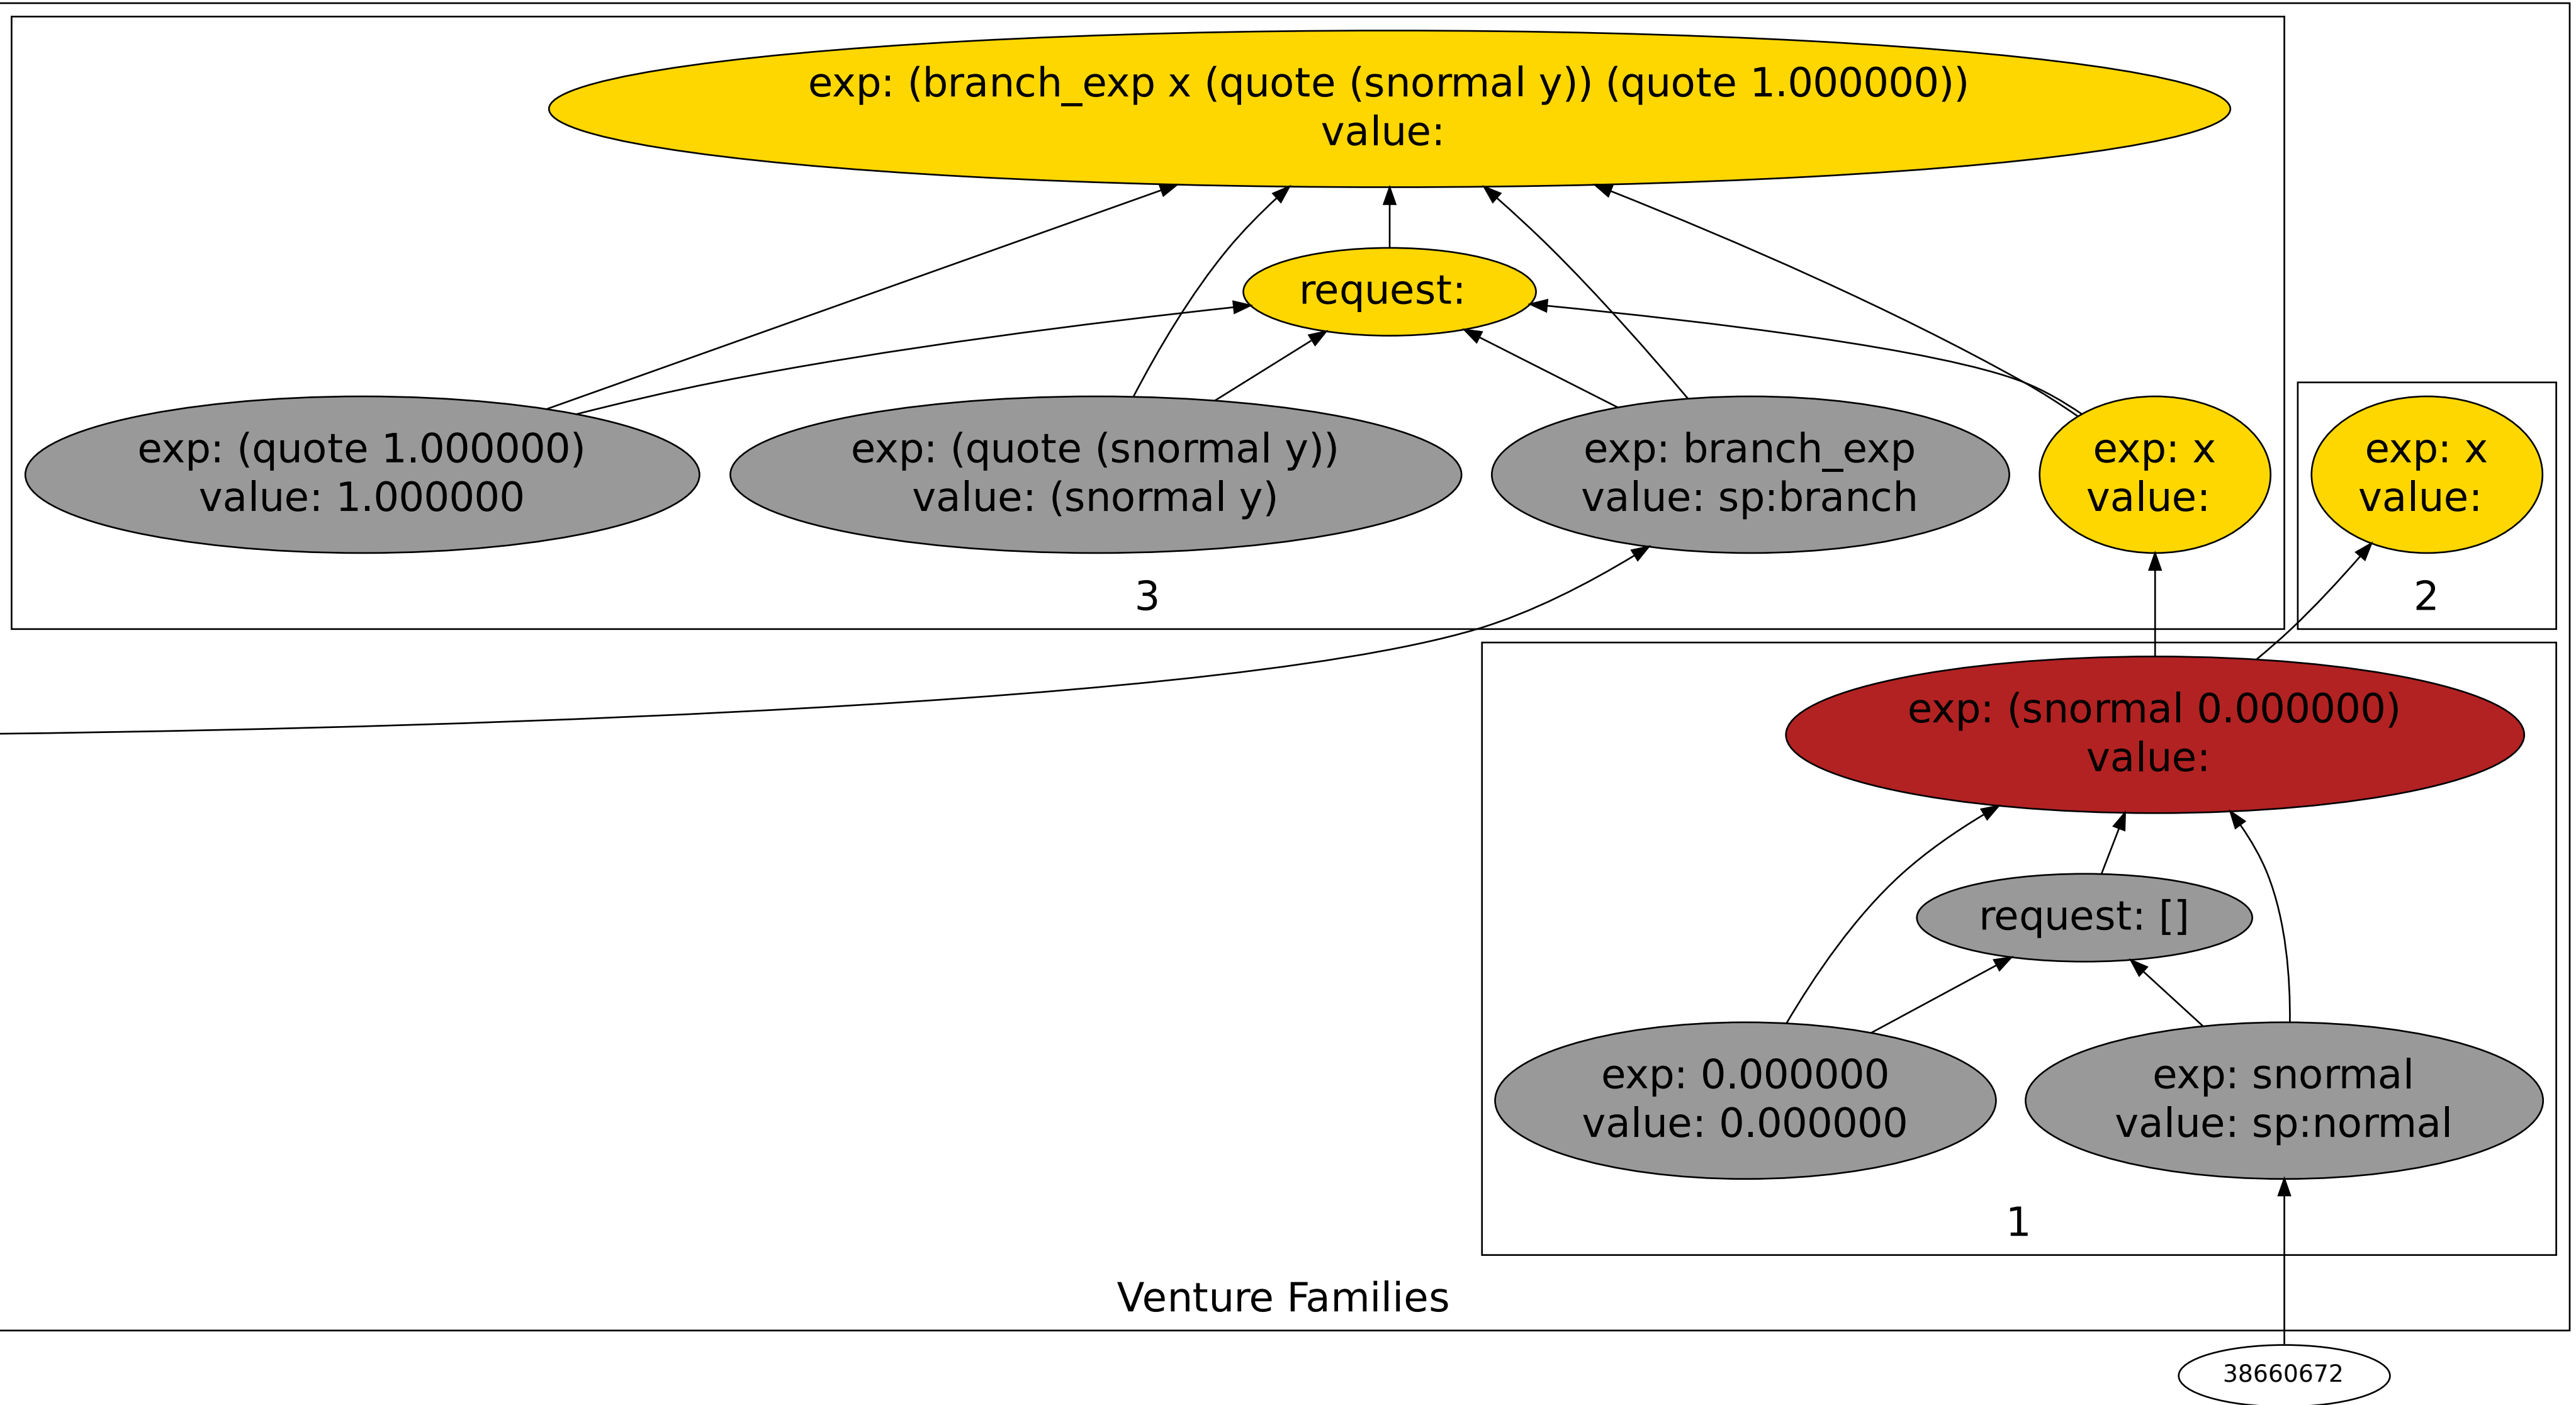 exp: (branch_exp x (quote (snormal y)) (quote 1.000000))
value:
request:
exp: (quote 1.000000)
value: 1.000000
exp: (quote (snormal y))
value: (snormal y)
exp: branch_exp
value: sp:branch
exp: x
value:
exp: x
value:
3
2
exp: (snormal 0.000000)
value:
request: []
exp: 0.000000
value: 0.000000
exp: snormal
value: sp:normal
1
Venture Families
38660672